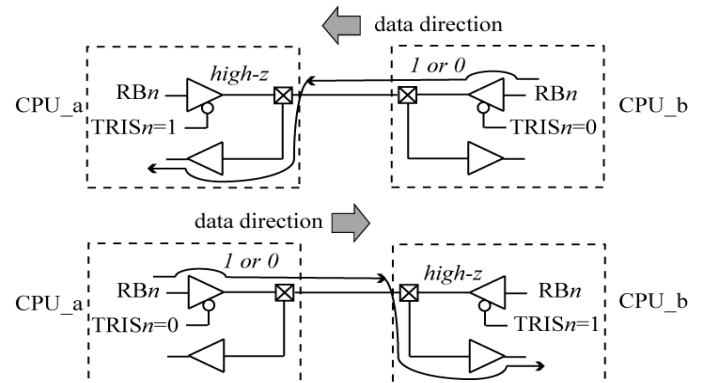 data direction
high-z
1 or 0
CPU_a
RBn
RBn
CPU_b
TRISn=1
TRISn=0
data direction
1 or 0
high-z
CPU_a
RBn
RBn
CPU_b
TRISn=0
TRISn=1